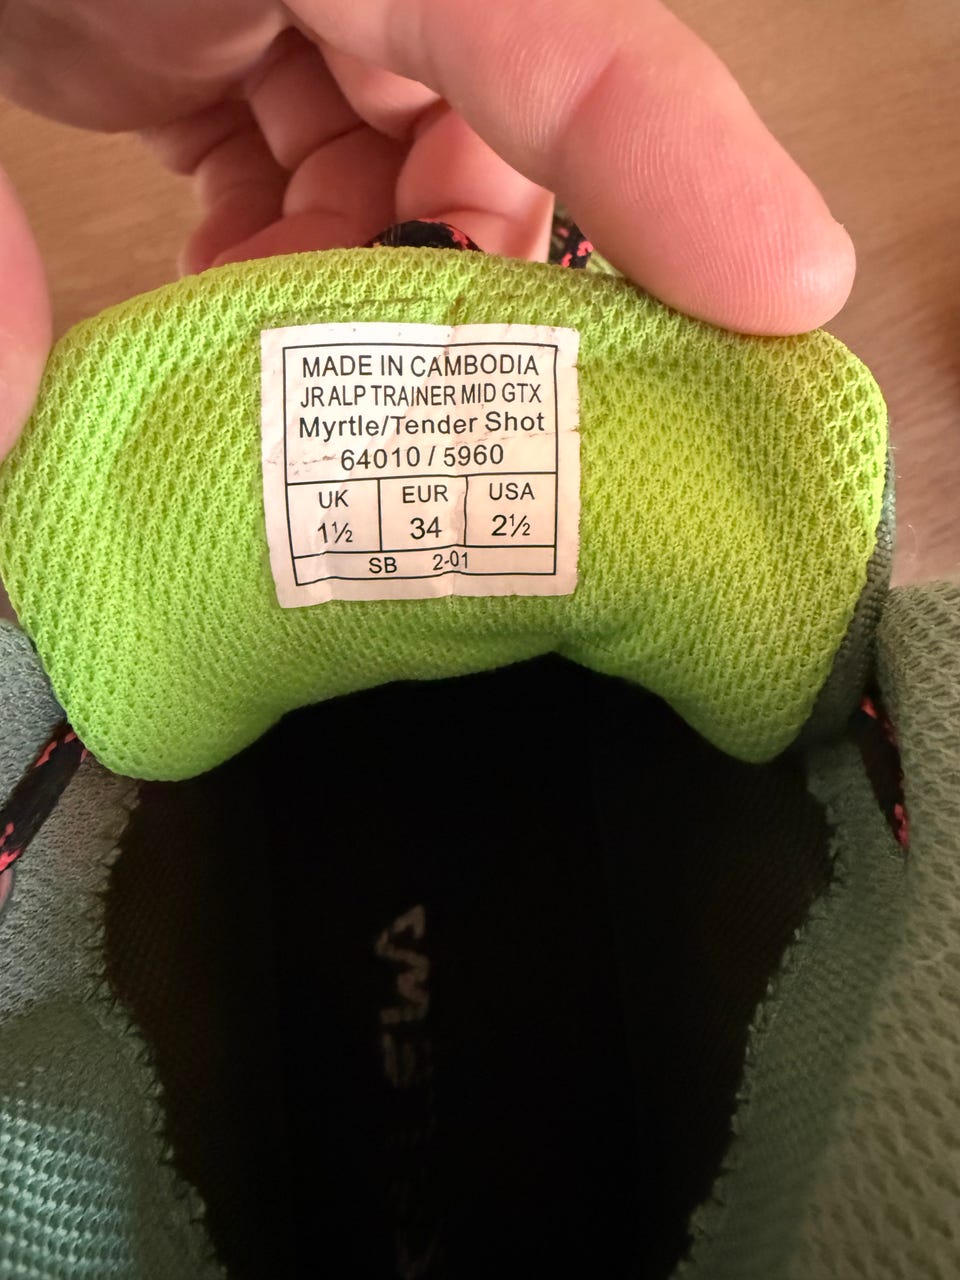 MADE IN CAMBODIA
JR ALP TRAINER MID GTX
Myrtle/Tender Shot
64010 / 5960
UK EUR USA
1½ 34 2½
SB 2-01